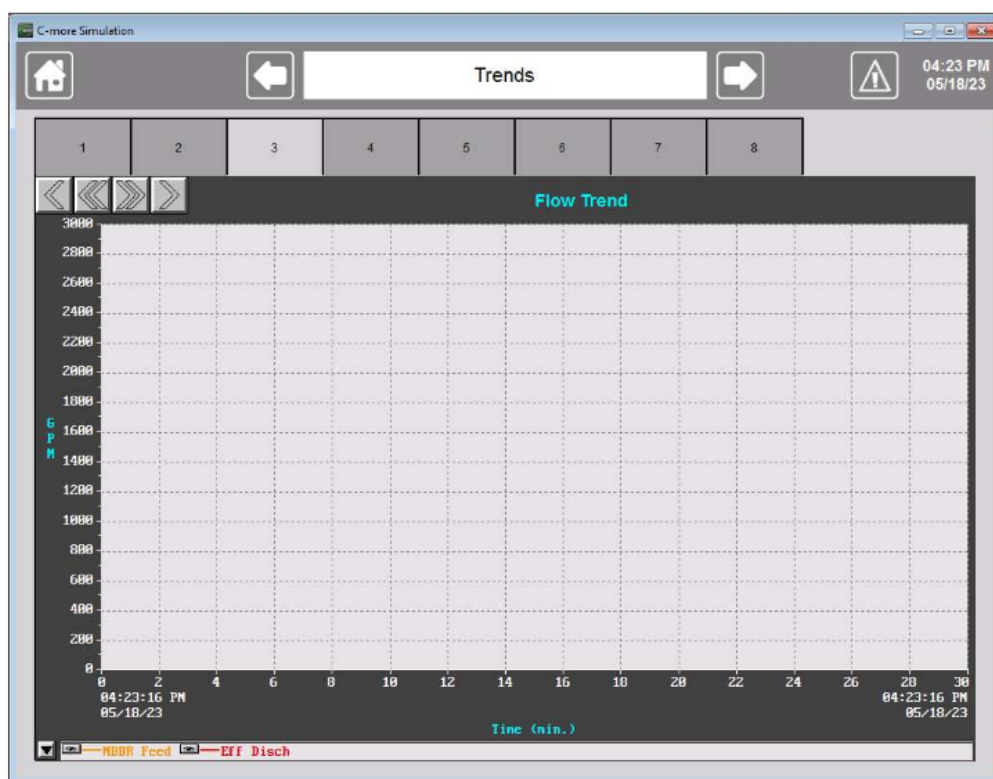 C-more Simulation
Trends
04:23 PM
05/18/23
1 2 3 4 5 6 7 8
Flow Trend
3000
2800
2600
2400
2200
2000
1800
1600
1400
1200
1000
800
600
400
200
0
GPM
0 2 4 6 8 10 12 14 16 18 20 22 24 26 28 30
04:23:16 PM 04:23:16 PM
05/18/23 05/18/23
Time (min.)
MBBR Feed Eff Disch